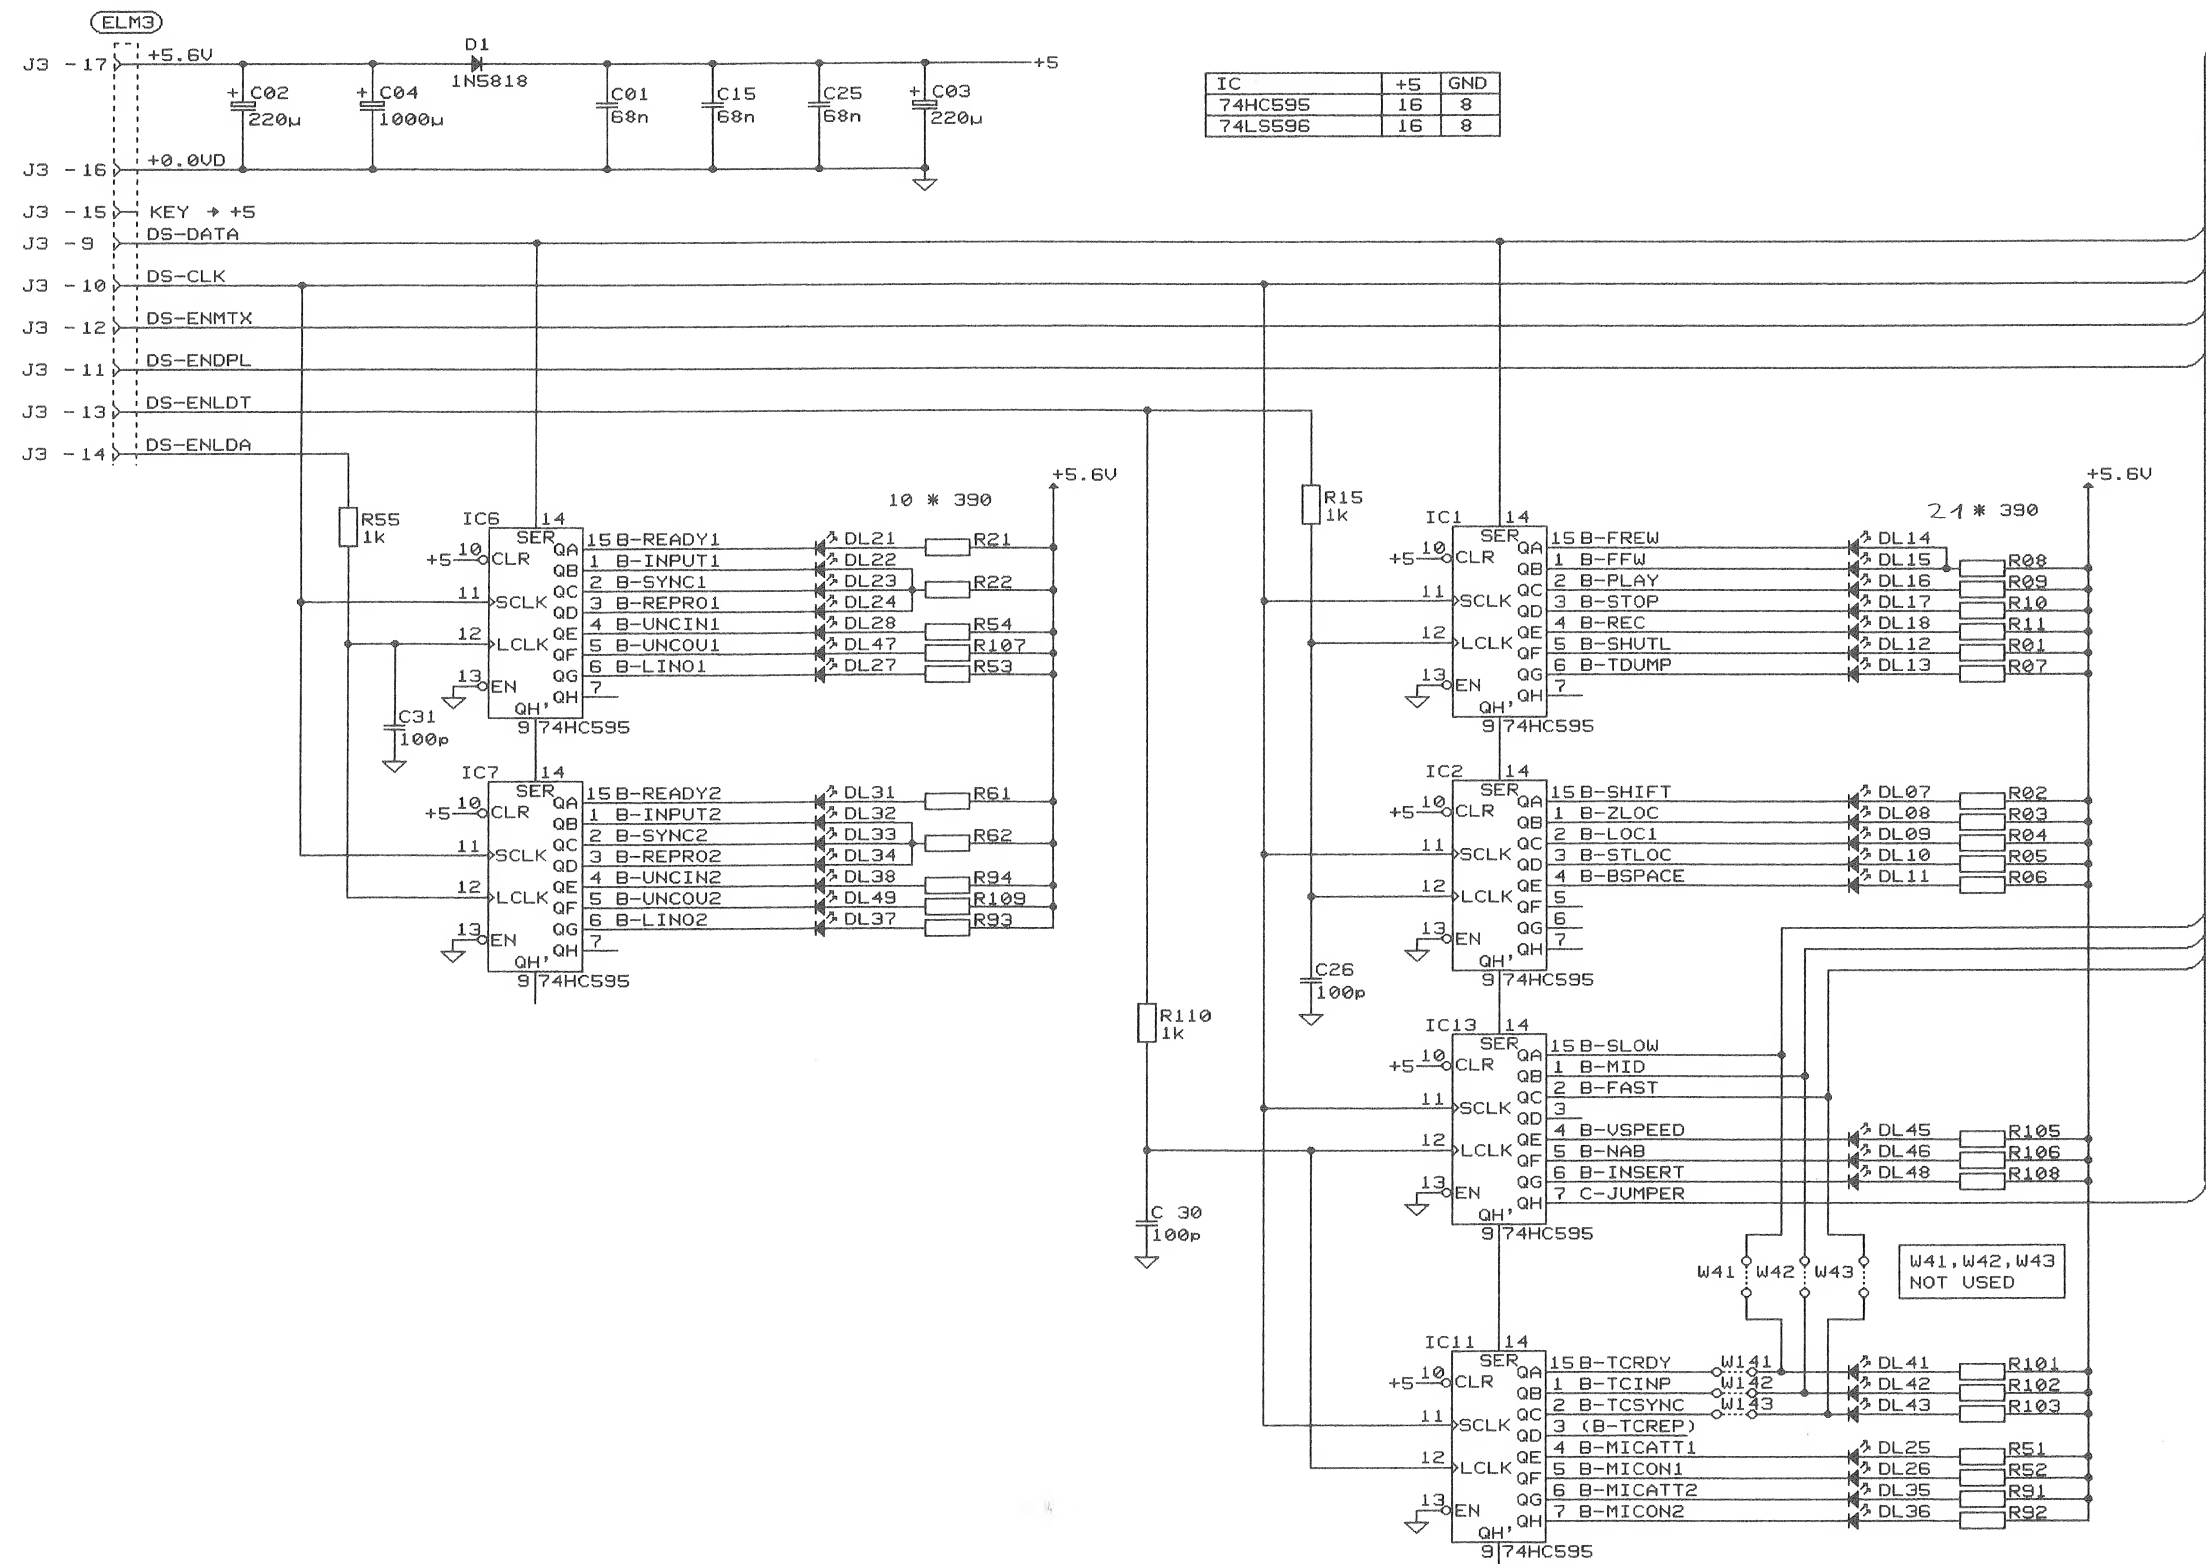 ELM3
J3 -17 +5.6V D1 1N5818 +5
+ C02 220µ
+ C04 1000µ
C01 68n
C15 68n
C25 68n
+ C03 220µ
J3 -16 +0.0VD
IC +5 GND
74HC595 16 8
74LS596 16 8
J3 -15 KEY → +5
J3 -9 DS-DATA
J3 -10 DS-CLK
J3 -12 DS-ENMTX
J3 -11 DS-ENDPL
J3 -13 DS-ENLDT
J3 -14 DS-ENLDA
R55 1k
C31 100p
10 * 390
+5.6V
IC6 14
SER
+5 10 CLR
11 SCLK
12 LCLK
13 EN
QA 15 B-READY1 DL21 R21
QB 1 B-INPUT1 DL22
QC 2 B-SYNC1 DL23 R22
QD 3 B-REPRO1 DL24
QE 4 B-UNCIN1 DL28 R54
QF 5 B-UNCOU1 DL47 R107
QG 6 B-LINO1 DL27 R53
QH 7
QH'
9 74HC595
IC7 14
SER
+5 10 CLR
11 SCLK
12 LCLK
13 EN
QA 15 B-READY2 DL31 R61
QB 1 B-INPUT2 DL32
QC 2 B-SYNC2 DL33 R62
QD 3 B-REPRO2 DL34
QE 4 B-UNCIN2 DL38 R94
QF 5 B-UNCOU2 DL49 R109
QG 6 B-LINO2 DL37 R93
QH 7
QH'
9 74HC595
R110 1k
C 30 100p
R15 1k
C26 100p
21 * 390
+5.6V
IC1 14
SER
+5 10 CLR
11 SCLK
12 LCLK
13 EN
QA 15 B-FREW DL14
QB 1 B-FFW DL15 R08
QC 2 B-PLAY DL16 R09
QD 3 B-STOP DL17 R10
QE 4 B-REC DL18 R11
QF 5 B-SHUTL DL12 R01
QG 6 B-TDUMP DL13 R07
QH 7
QH'
9 74HC595
IC2 14
SER
+5 10 CLR
11 SCLK
12 LCLK
13 EN
QA 15 B-SHIFT DL07 R02
QB 1 B-ZLOC DL08 R03
QC 2 B-LOC1 DL09 R04
QD 3 B-STLOC DL10 R05
QE 4 B-BSPACE DL11 R06
QF 5
QG 6
QH 7
QH'
9 74HC595
IC13 14
SER
+5 10 CLR
11 SCLK
12 LCLK
13 EN
QA 15 B-SLOW
QB 1 B-MID
QC 2 B-FAST
QD 3
QE 4 B-VSPEED DL45 R105
QF 5 B-NAB DL46 R106
QG 6 B-INSERT DL48 R108
QH 7 C-JUMPER
QH'
9 74HC595
W41 W42 W43
W41,W42,W43
NOT USED
IC11 14
SER
+5 10 CLR
11 SCLK
12 LCLK
13 EN
QA 15 B-TCRDY W141 DL41 R101
QB 1 B-TCINP W142 DL42 R102
QC 2 B-TCSYNC W143 DL43 R103
QD 3 (B-TCREP)
QE 4 B-MICATT1 DL25 R51
QF 5 B-MICON1 DL26 R52
QG 6 B-MICATT2 DL35 R91
QH 7 B-MICON2 DL36 R92
QH'
9 74HC595